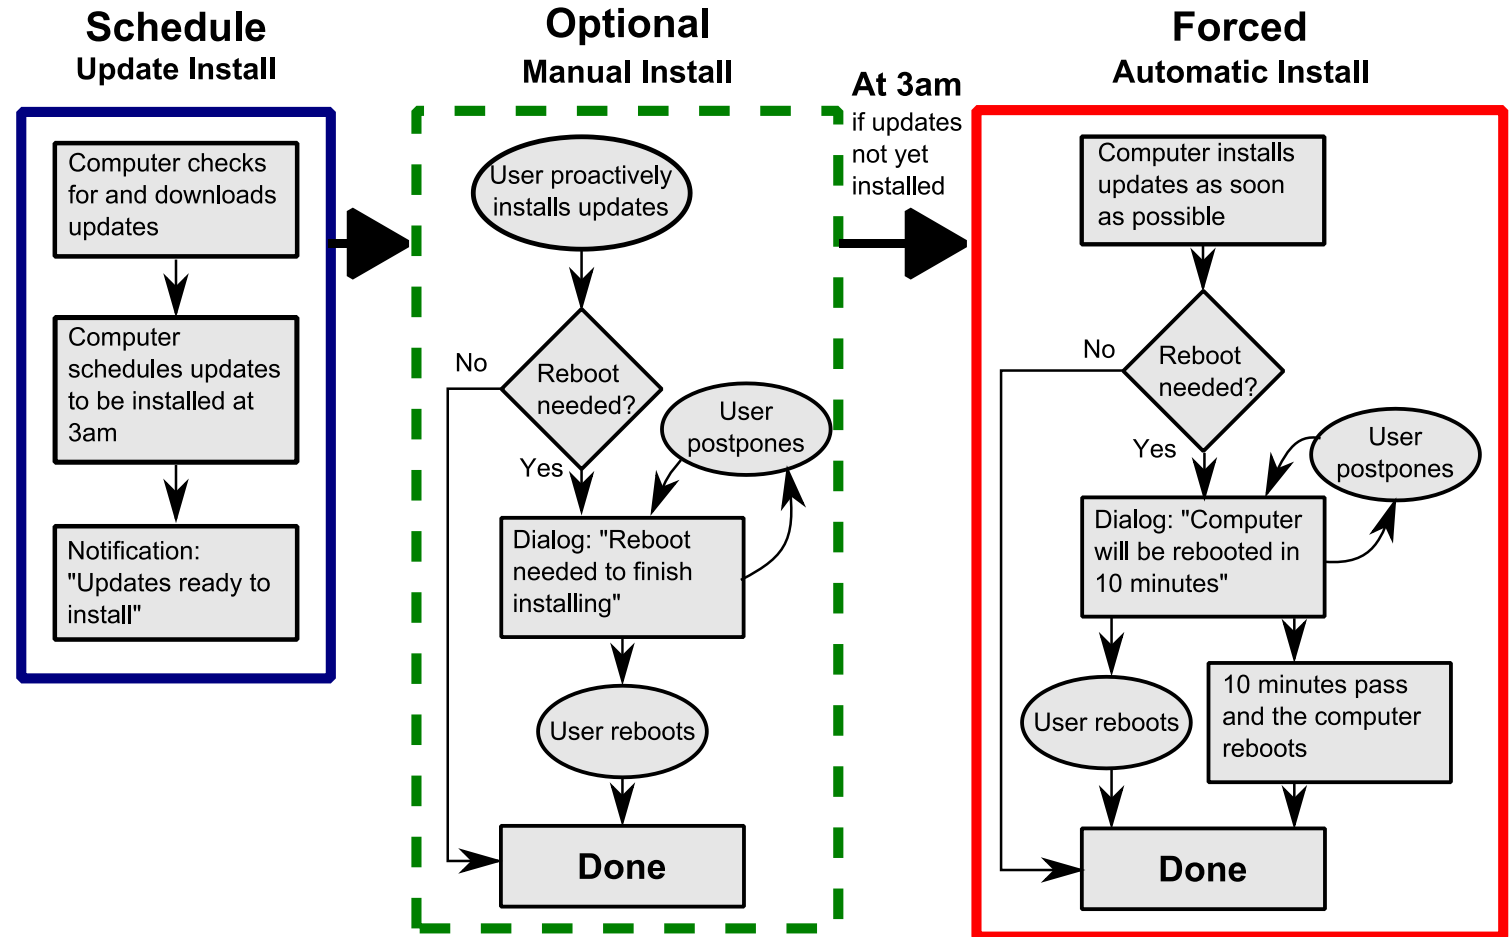 Schedule
Update Install
Computer checks
for and downloads
updates
Computer
schedules updates
to be installed at
3am
Notification:
"Updates ready to
install"
Optional
Manual Install
User proactively
installs updates
Reboot
needed?
No
Yes
User
postpones
Dialog: "Reboot
needed to finish
installing"
User reboots
Done
At 3am
if updates
not yet
installed
Forced
Automatic Install
Computer installs
updates as soon
as possible
Reboot
needed?
No
Yes
User
postpones
Dialog: "Computer
will be rebooted in
10 minutes"
User reboots
10 minutes pass
and the computer
reboots
Done